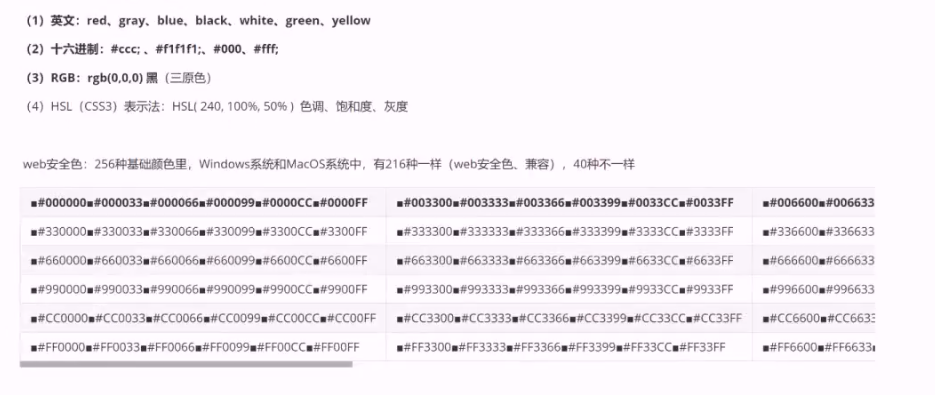 （1）英文：red、gray、blue、black、white、green、yellow
（2）十六进制：#ccc; 、#f1f1f1;、#000、#fff;
（3）RGB：rgb(0,0,0) 黑（三原色）
（4）HSL（CSS3）表示法：HSL( 240, 100%, 50% ）色调、饱和度、灰度
web安全色：256种基础颜色里，Windows系统和MacOS系统中，有216种一样（web安全色、兼容），40种不一样
■#000000■#000033■#000066■#000099■#0000CC■#0000FF ■#003300■#003333■#003366■#003399■#0033CC■#0033FF ■#006600■#006633
■#330000■#330033■#330066■#330099■#3300CC■#3300FF ■#333300■#333333■#333366■#333399■#3333CC■#3333FF ■#336600■#336633
■#660000■#660033■#660066■#660099■#6600CC■#6600FF ■#663300■#663333■#663366■#663399■#6633CC■#6633FF ■#666600■#666633
■#990000■#990033■#990066■#990099■#9900CC■#9900FF ■#993300■#993333■#993366■#993399■#9933CC■#9933FF ■#996600■#996633
■#CC0000■#CC0033■#CC0066■#CC0099■#CC00CC■#CC00FF ■#CC3300■#CC3333■#CC3366■#CC3399■#CC33CC■#CC33FF ■#CC6600■#CC6633
■#FF0000■#FF0033■#FF0066■#FF0099■#FF00CC■#FF00FF ■#FF3300■#FF3333■#FF3366■#FF3399■#FF33CC■#FF33FF ■#FF6600■#FF6633■